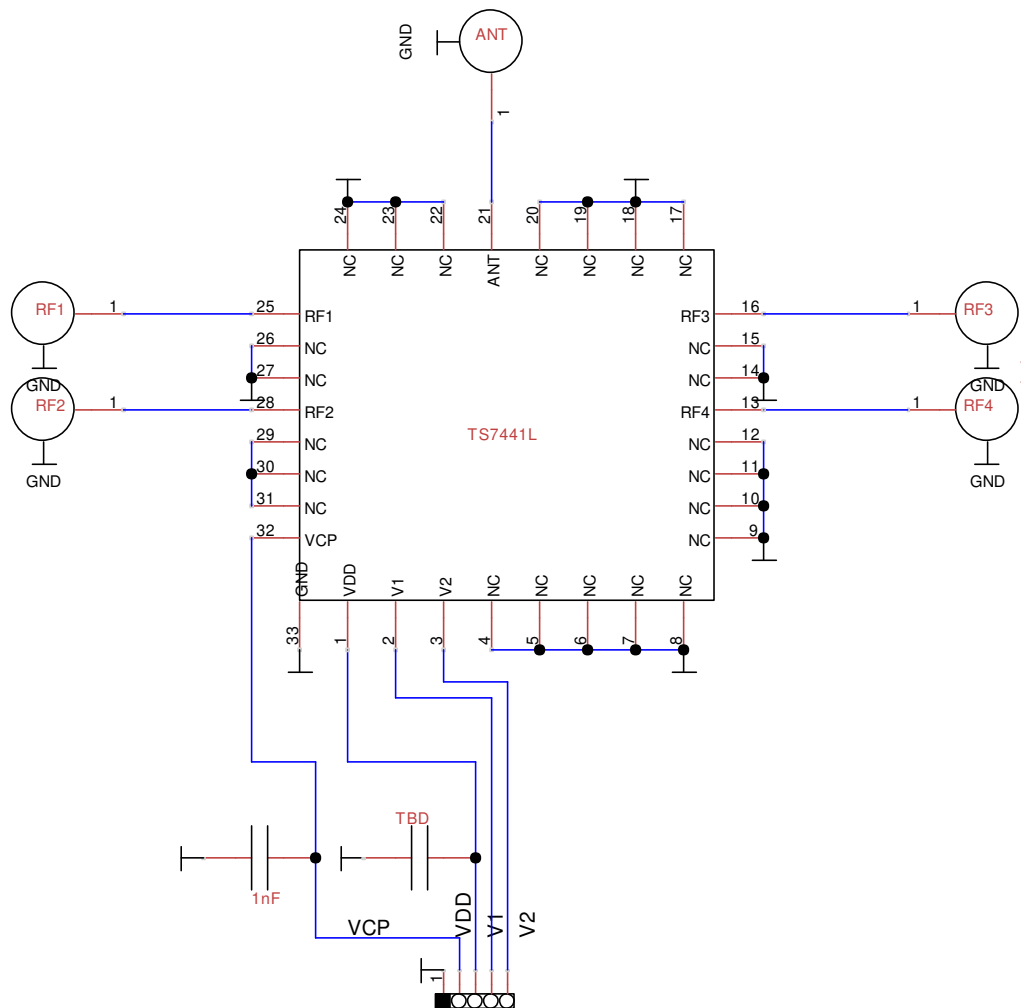 GND
ANT
1
24
23
22
21
20
19
18
17
NC
NC
NC
ANT
NC
NC
NC
NC
RF1
1
25
RF1
RF3
16
1
RF3
26
NC
NC
15
27
NC
NC
14
GND
GND
RF2
1
28
RF2
RF4
13
1
RF4
29
NC
TS7441L
NC
12
30
NC
NC
11
GND
GND
31
NC
NC
10
32
VCP
NC
9
GND
VDD
V1
V2
NC
NC
NC
NC
NC
33
1
2
3
4
5
6
7
8
TBD
1nF
VCP
VDD
V1
V2
1